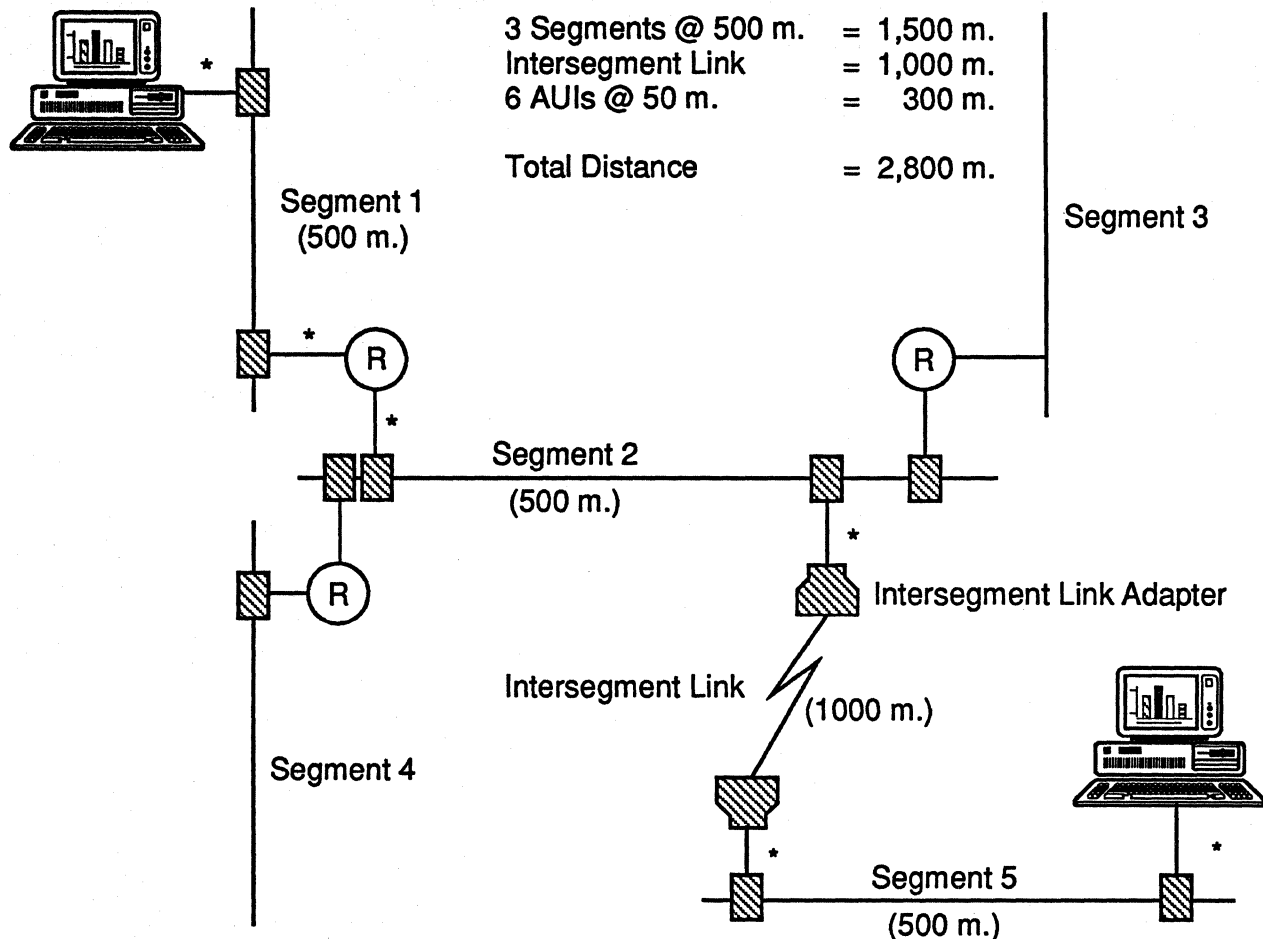 3 Segments @ 500 m. = 1,500 m.
Intersegment Link = 1,000 m.
6 AUIs @ 50 m. = 300 m.
Total Distance = 2,800 m.
*
Segment 1
(500 m.)
Segment 3
*
R
R
*
Segment 2
(500 m.)
*
R
Intersegment Link Adapter
Intersegment Link
(1000 m.)
Segment 4
*
*
Segment 5
(500 m.)